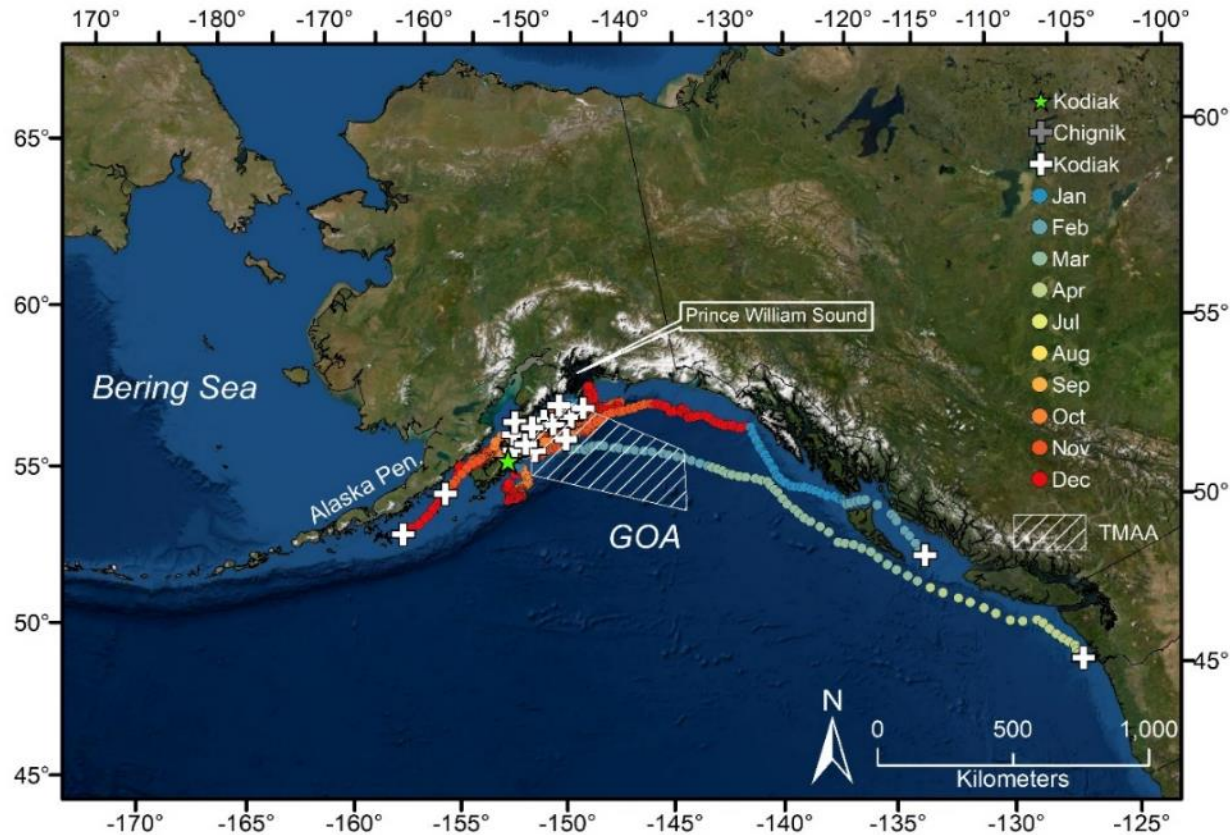 170° -180° -170° -160° -150° -140° -130° -120° -115° -110° -105° -100°
Kodiak
Chignik
Kodiak
Jan
Feb
Mar
Apr
Jul
Aug
Sep
Oct
Nov
Dec
TMAA
65°
60°
55°
50°
45°
60°
55°
50°
45°
Prince William Sound
Bering Sea
Alaska Pen.
GOA
N
0 500 1,000
Kilometers
-170° -165° -160° -155° -150° -145° -140° -135° -130° -125°